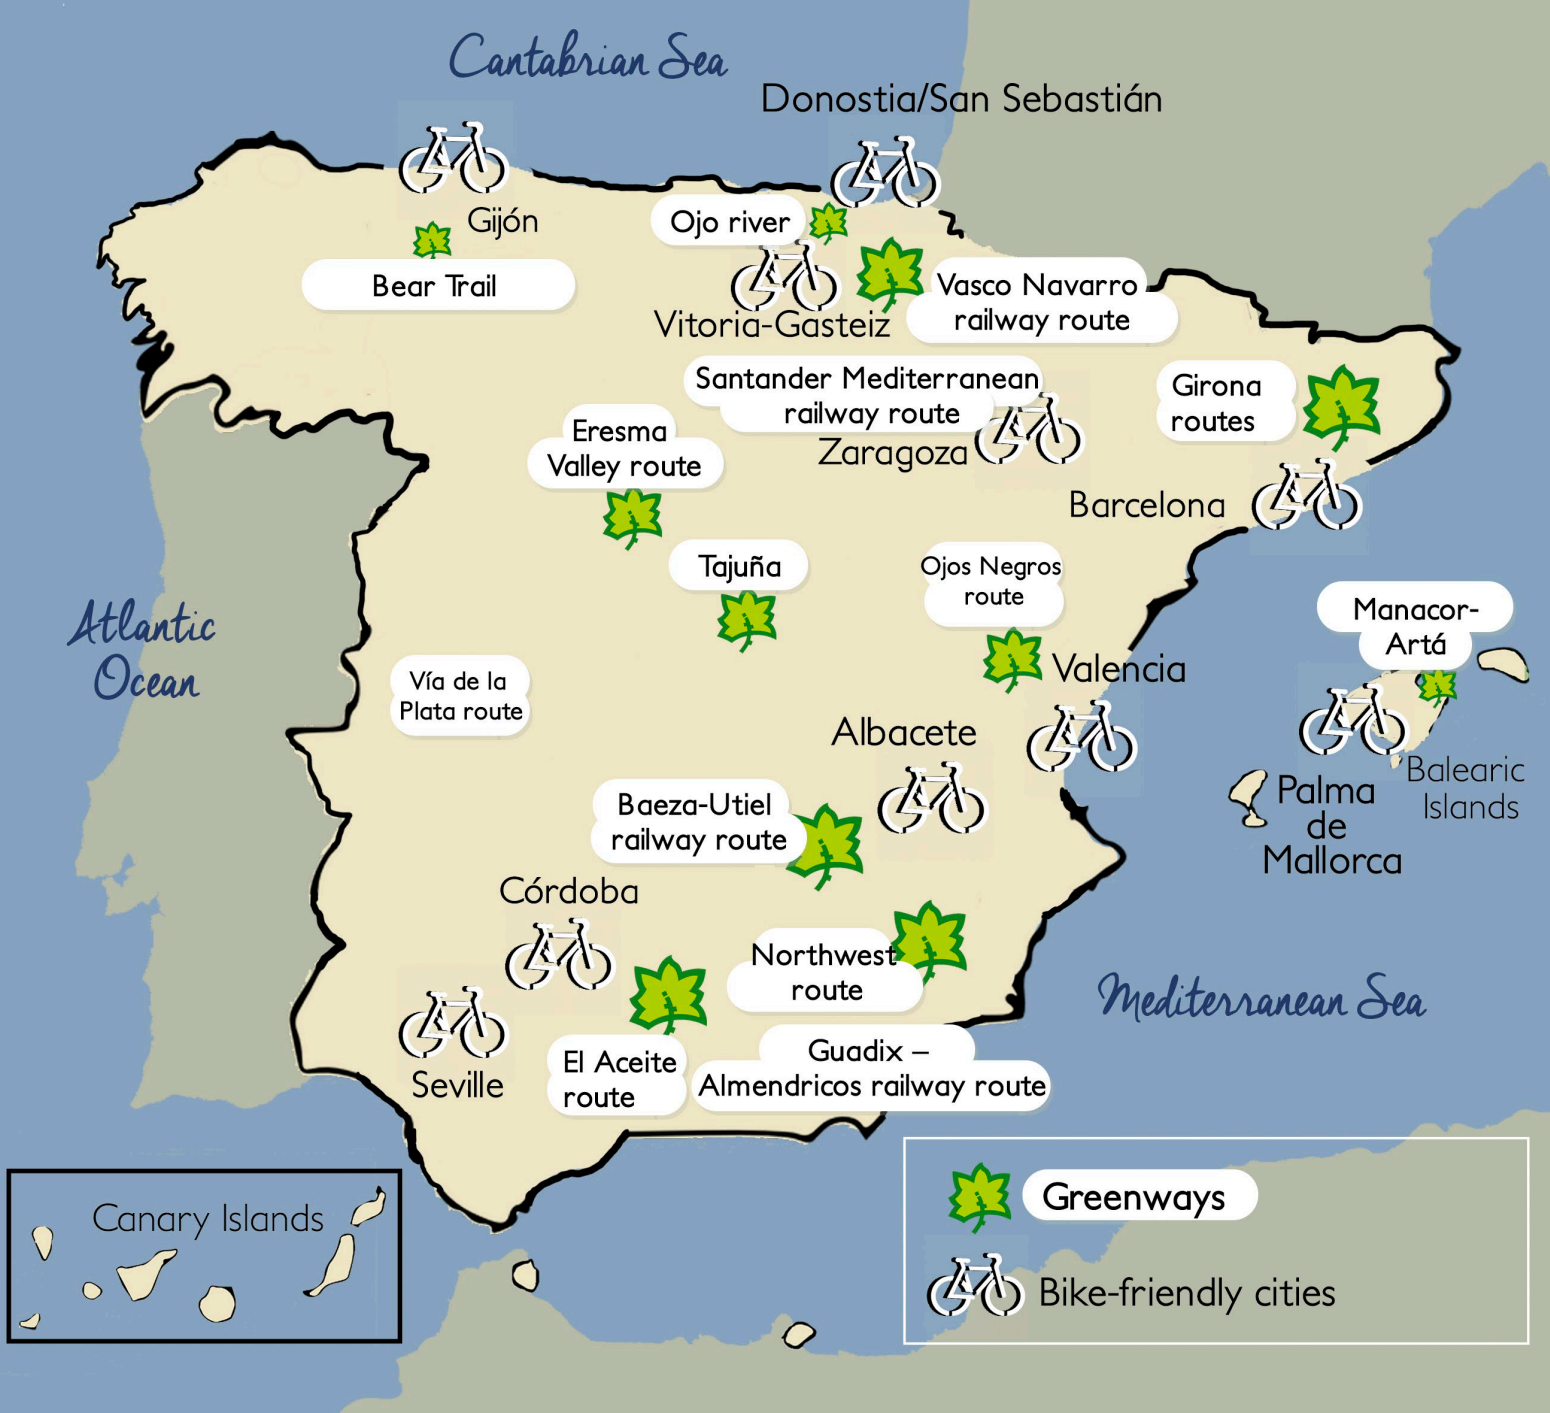 Cantabrian Sea
Donostia/San Sebastián
Gijón
Ojo river
Bear Trail
Vasco Navarro
railway route
Vitoria-Gasteiz
Santander Mediterranean
railway route
Girona
routes
Eresma
Valley route
Zaragoza
Barcelona
Tajuña
Ojos Negros
route
Atlantic
Ocean
Manacor-
Artá
Valencia
Vía de la
Plata route
Albacete
Balearic
Islands
Palma
de
Mallorca
Baeza-Utiel
railway route
Córdoba
Northwest
route
Mediterranean Sea
Seville
El Aceite
route
Guadix –
Almendricos railway route
Canary Islands
Greenways
Bike-friendly cities